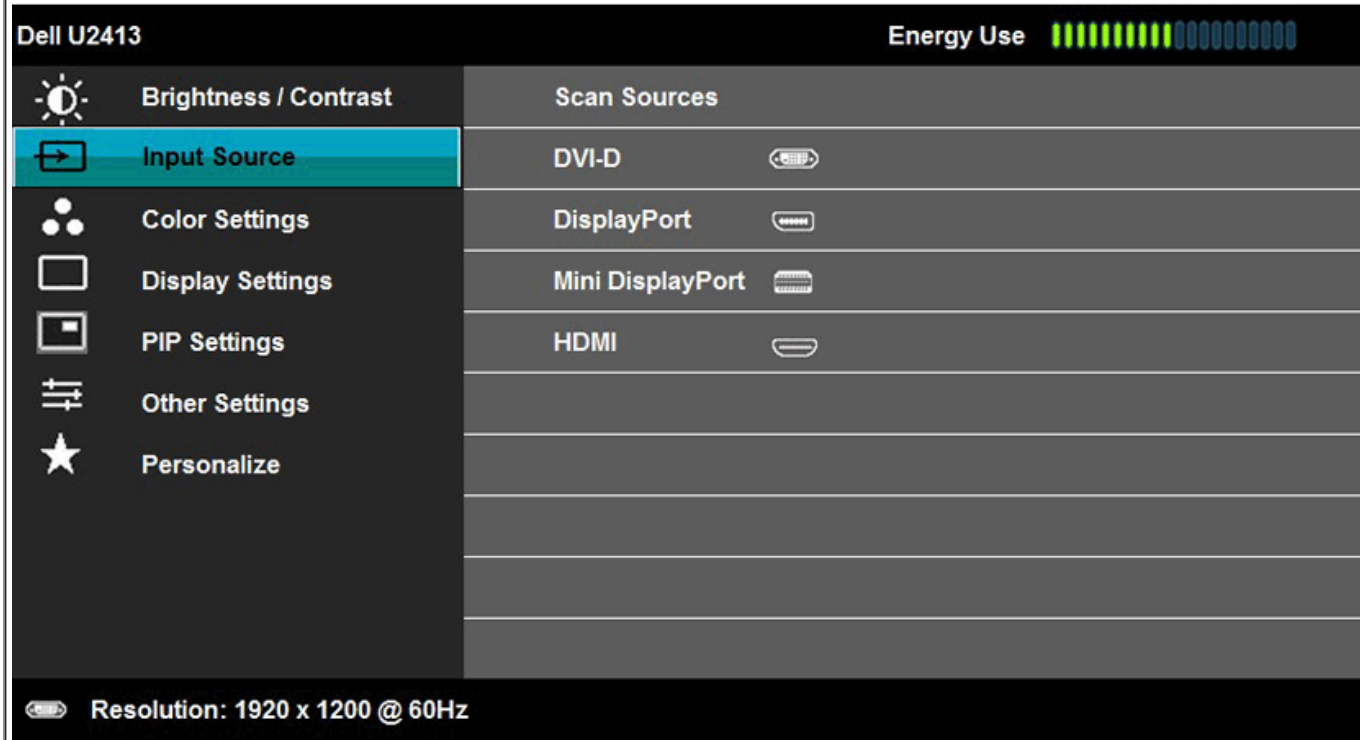 Dell U2413 Energy Use
Brightness / Contrast Scan Sources
Input Source DVI-D
Color Settings DisplayPort
Display Settings Mini DisplayPort
PIP Settings HDMI
Other Settings
Personalize
Resolution: 1920 x 1200 @ 60Hz